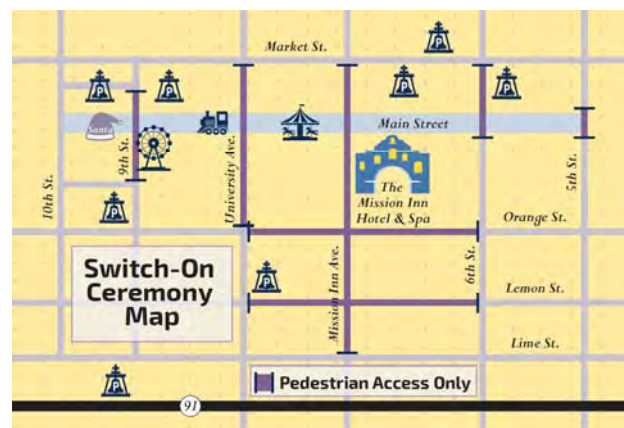 Market St.
P
P
P
P
P
Santa
Main Street
9th St.
University Ave.
5th St.
10th St.
The
Mission Inn
Hotel & Spa
P
Orange St.
Switch-On
Ceremony
Map
P
Mission Inn Ave.
6th St.
Lemon St.
Lime St.
P
Pedestrian Access Only
91